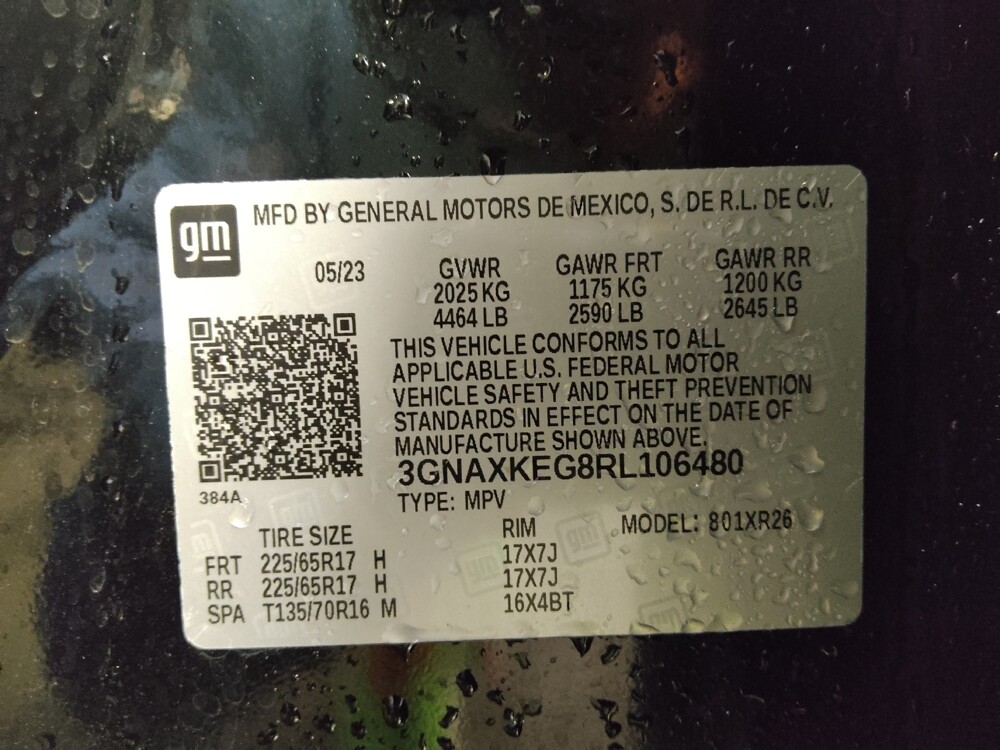 gm
MFD BY GENERAL MOTORS DE MEXICO, S. DE R.L. DE C.V.
05/23 GVWR GAWR FRT GAWR RR
2025 KG 1175 KG 1200 KG
4464 LB 2590 LB 2645 LB
THIS VEHICLE CONFORMS TO ALL
APPLICABLE U.S. FEDERAL MOTOR
VEHICLE SAFETY AND THEFT PREVENTION
STANDARDS IN EFFECT ON THE DATE OF
MANUFACTURE SHOWN ABOVE.
3GNAXKEG8RL106480
384A
TYPE: MPV
TIRE SIZE RIM MODEL: 801XR26
FRT 225/65R17 H 17X7J
RR 225/65R17 H 17X7J
SPA T135/70R16 M 16X4BT